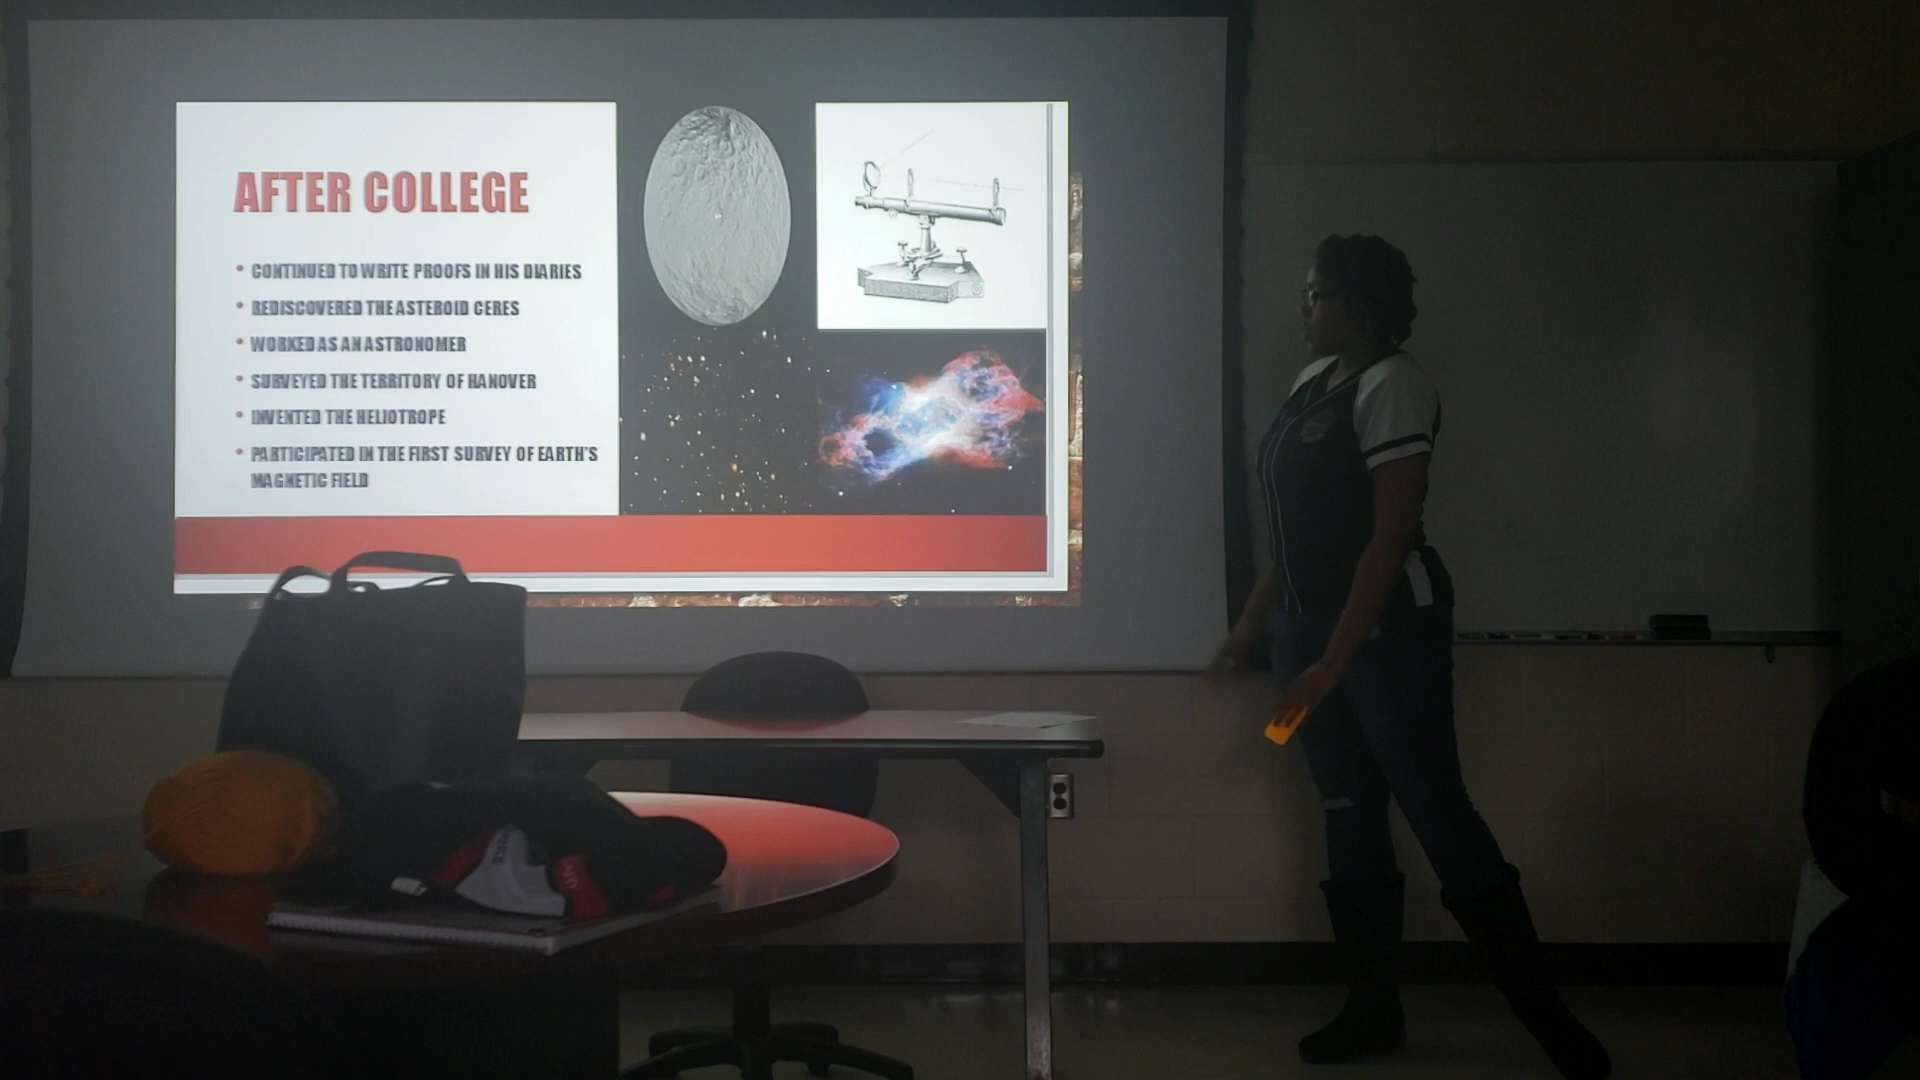 AFTER COLLEGE
• CONTINUED TO WRITE PROOFS IN HIS DIARIES
• REDISCOVERED THE ASTEROID CERES
• WORKED AS AN ASTRONOMER
• SURVEYED THE TERRITORY OF HANOVER
• INVENTED THE HELIOTROPE
• PARTICIPATED IN THE FIRST SURVEY OF EARTH'S
MAGNETIC FIELD